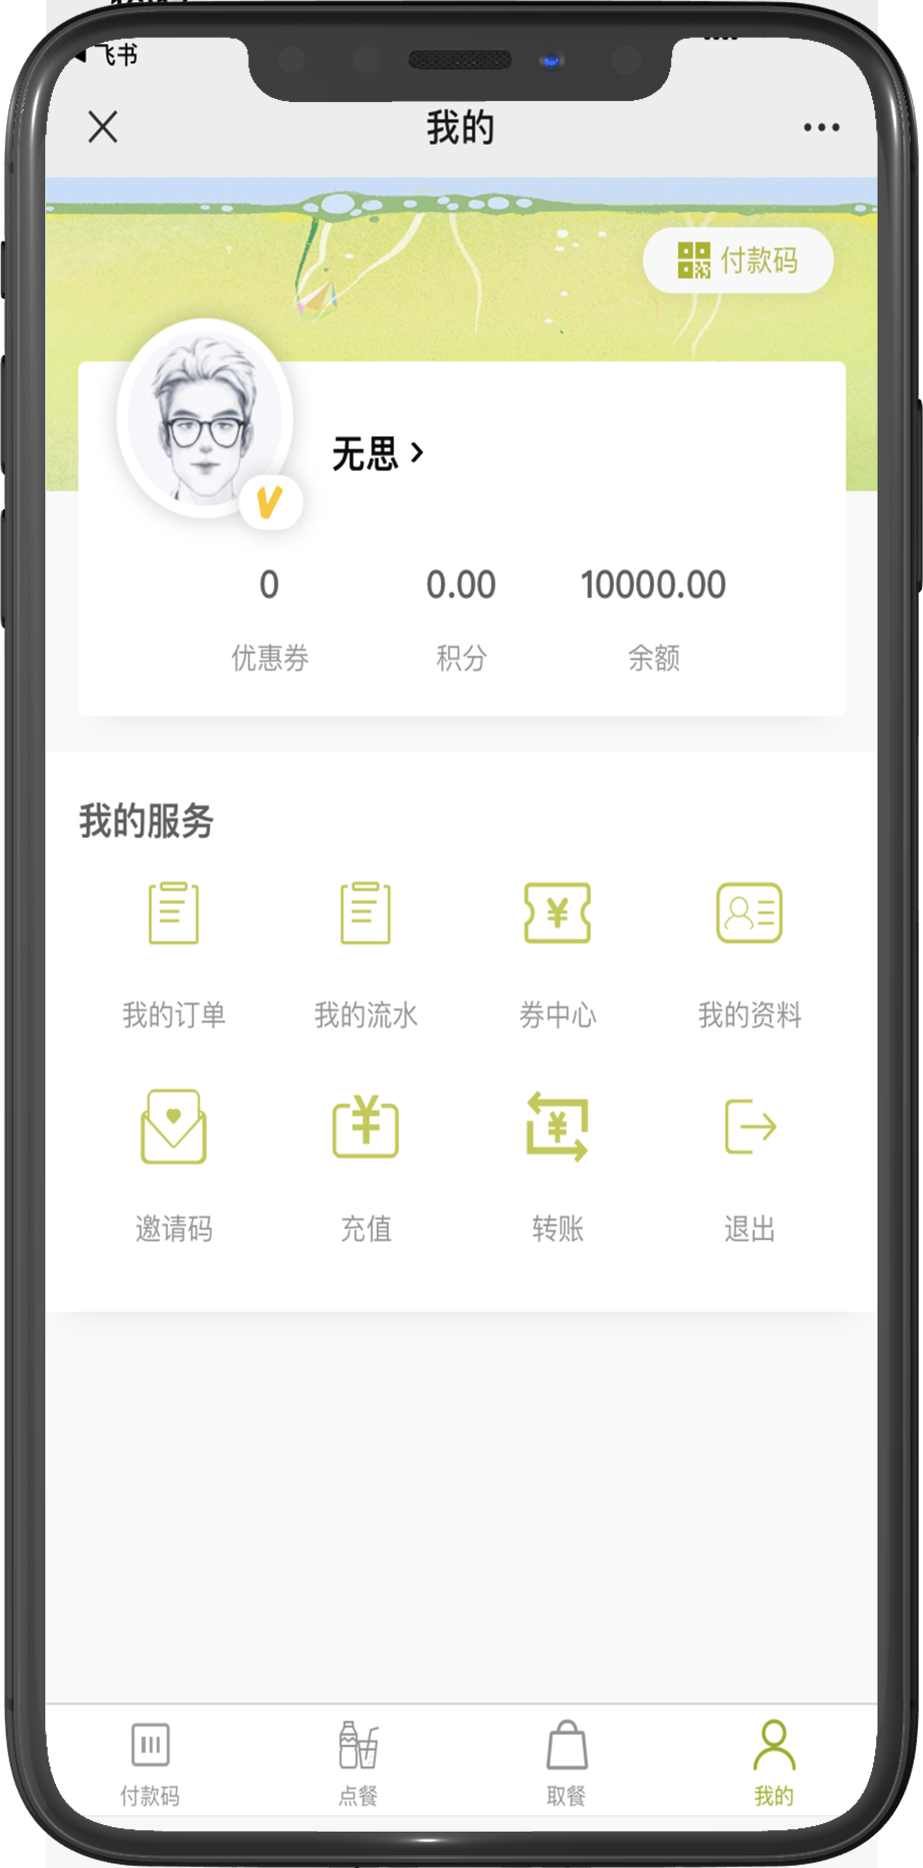 飞书
我的
付款码
无思
0 0.00 10000.00
优惠券 积分 余额
我的服务
我的订单 我的流水 券中心 我的资料
邀请码 充值 转账 退出
付款码 点餐 取餐 我的